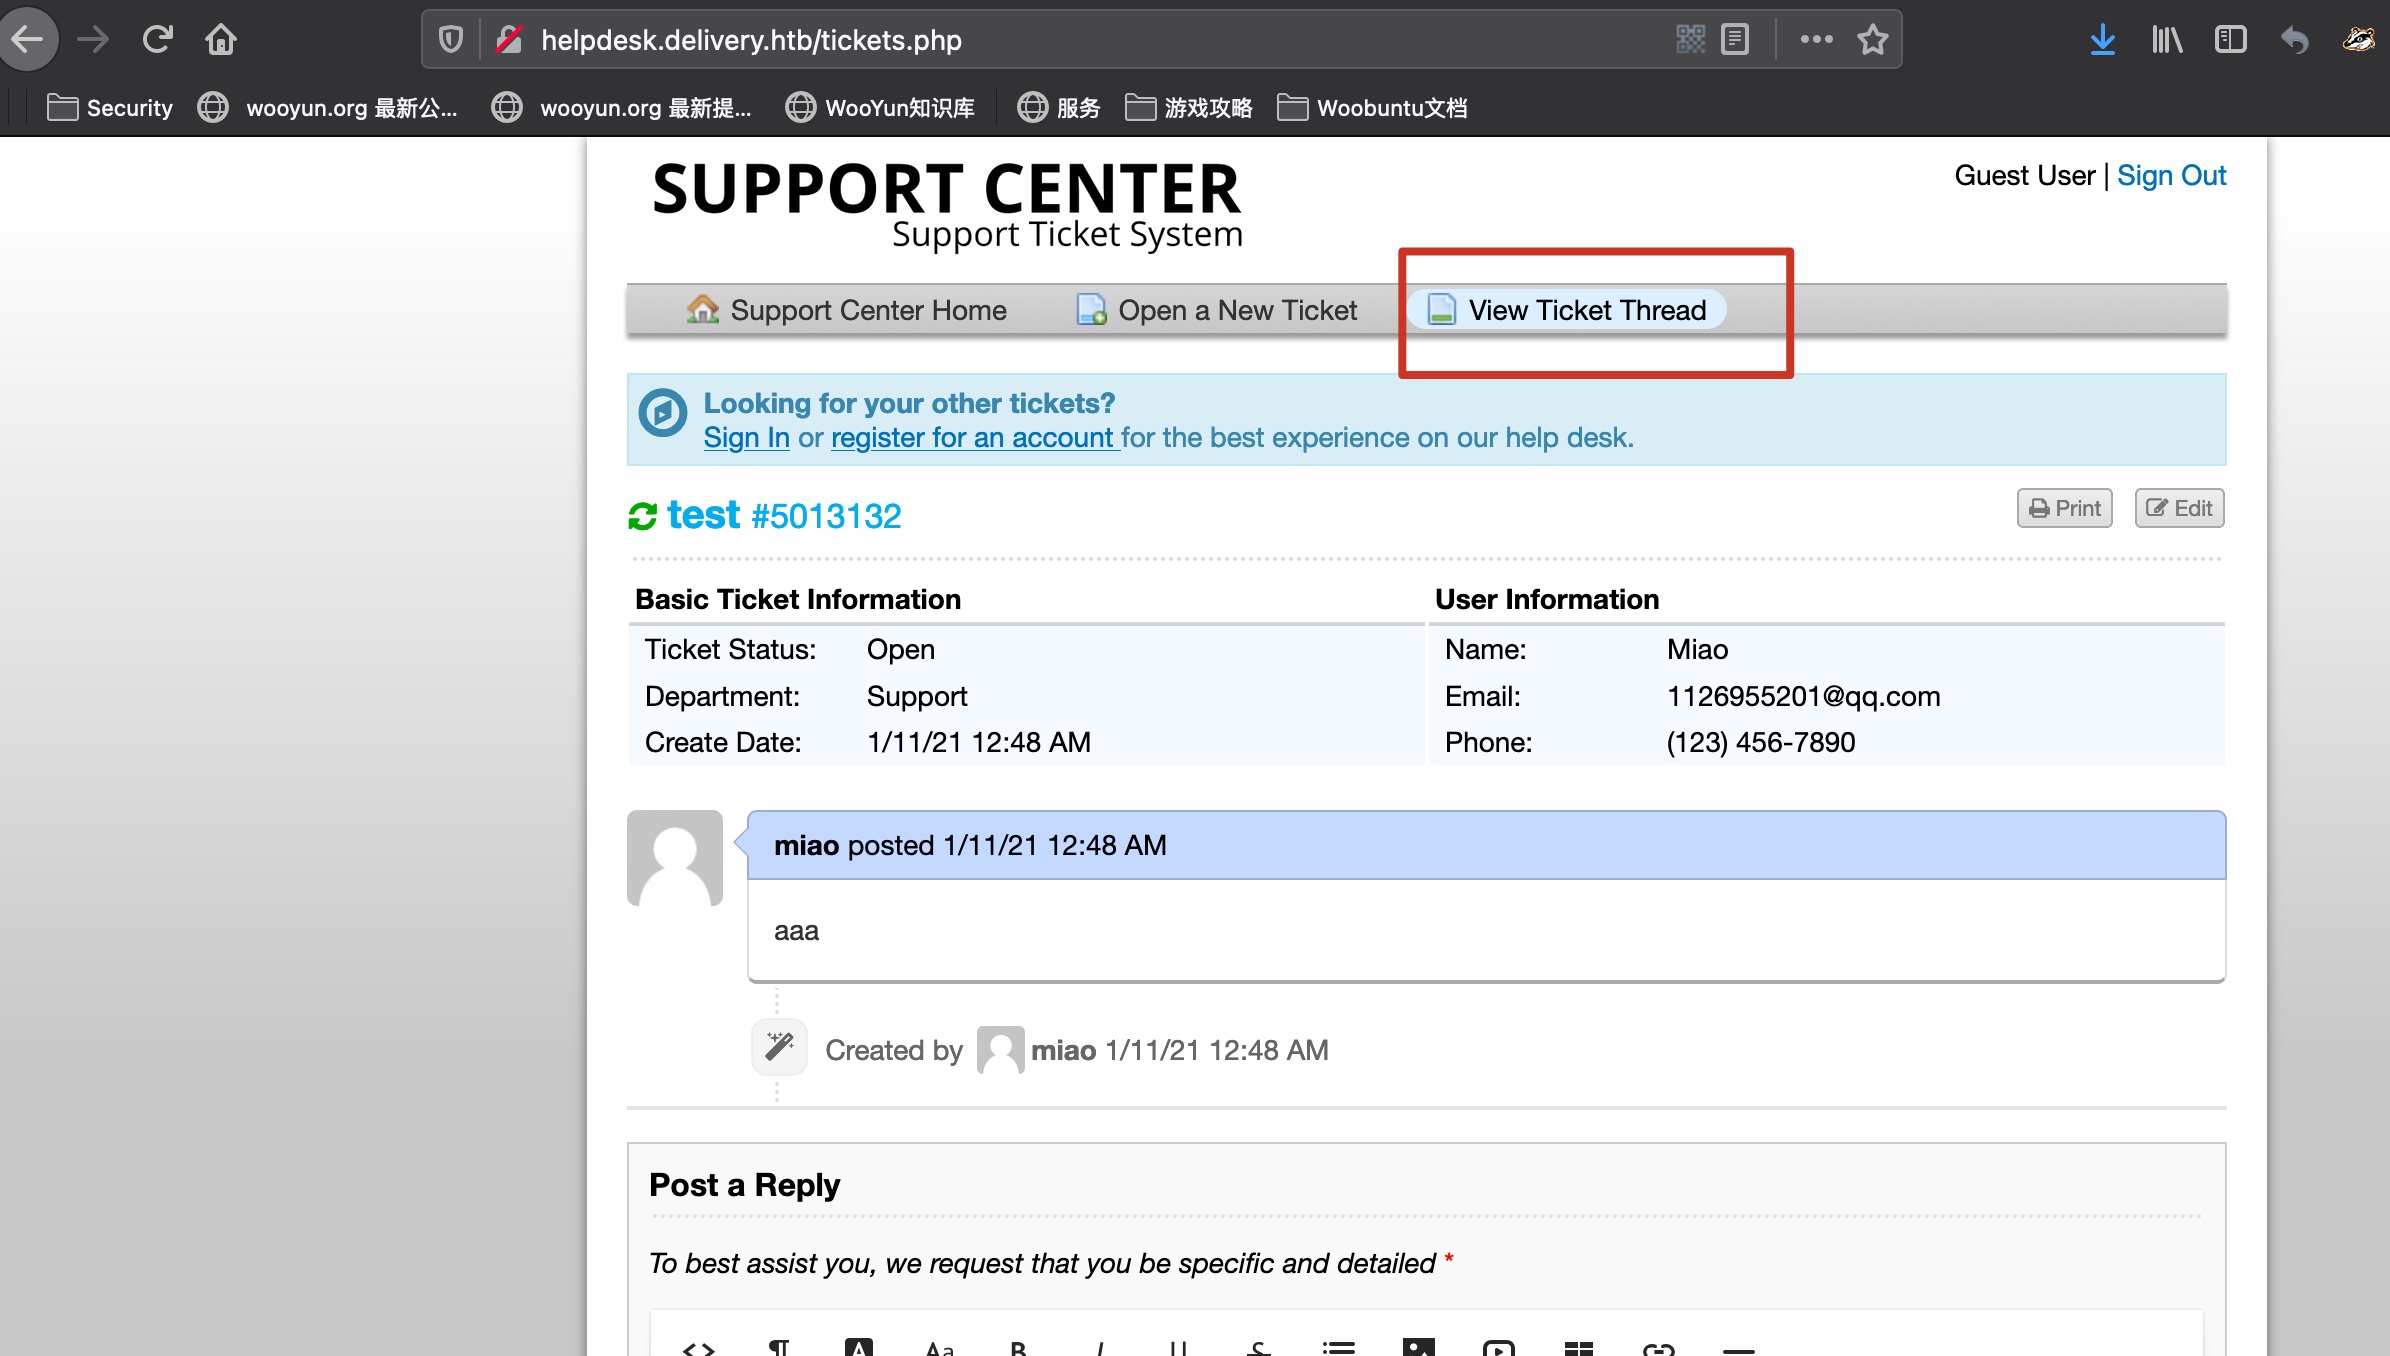 helpdesk.delivery.htb/tickets.php
Security wooyun.org 最新公... wooyun.org 最新提... WooYun知识库 服务 游戏攻略 Woobuntu文档
SUPPORT CENTER
Support Ticket System
Guest User | Sign Out
Support Center Home Open a New Ticket View Ticket Thread
Looking for your other tickets?
Sign In or register for an account for the best experience on our help desk.
test #5013132
Print Edit
Basic Ticket Information
Ticket Status: Open
Department: Support
Create Date: 1/11/21 12:48 AM
User Information
Name: Miao
Email: 1126955201@qq.com
Phone: (123) 456-7890
miao posted 1/11/21 12:48 AM
aaa
Created by miao 1/11/21 12:48 AM
Post a Reply
To best assist you, we request that you be specific and detailed *